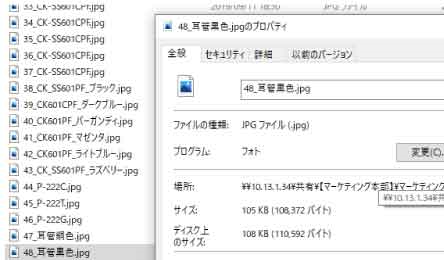 33_CK-SS601CPF.jpg
2019/09/11 18:50
JPG ファイル
34_CK-SS601CPF.jpg
35_CK-SS601CPF.jpg
36_CK-SS601CPF.jpg
37_CK-SS601CPF.jpg
38_CK-SS601PF_ブラック.jpg
39_CK601CPF_ダークブルー.jpg
40_CK601PF_バーガンディ.jpg
41_CK601PF_マゼンタ.jpg
42_CK601PF_ライトブルー.jpg
43_CK_SS601PF_ラズベリー.jpg
44_P-222C.jpg
45_P-222T.jpg
46_P-222G.jpg
47_耳管銅色.jpg
48_耳管黒色.jpg
48_耳管黒色.jpgのプロパティ
全般 セキュリティ 詳細 以前のバージョン
48_耳管黒色.jpg
ファイルの種類: JPG ファイル (.jpg)
プログラム: フォト 変更(C)...
場所: ¥¥10.13.1.34¥共有¥【マーケティング本部】¥マーケティング
¥¥10.13.1.34¥共
サイズ: 105 KB (108,372 バイト)
ディスク上
のサイズ: 108 KB (110,592 バイト)